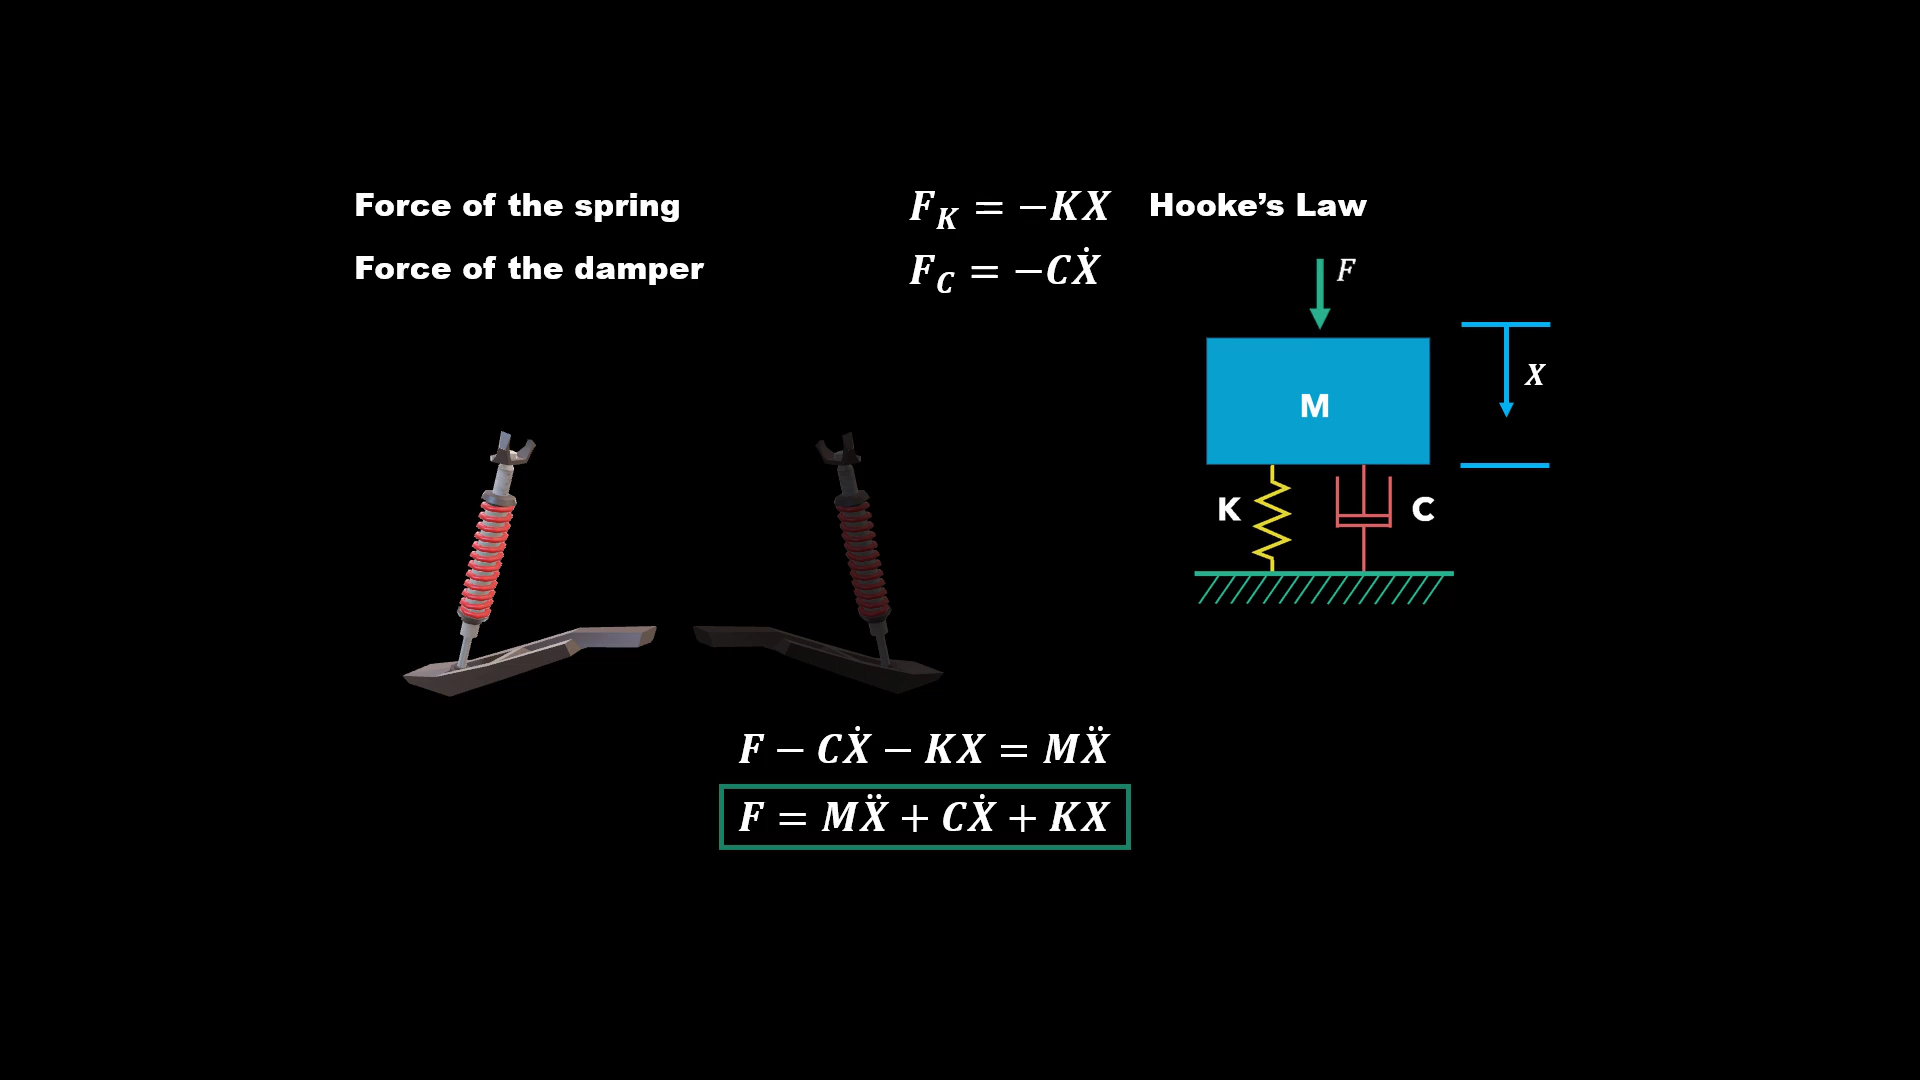 Force of the spring F_K = −KX Hooke’s Law
Force of the damper F_C = −CẊ
F
X
M
K
C
F − CẊ − KX = MẌ
F = MẌ + CẊ + KX